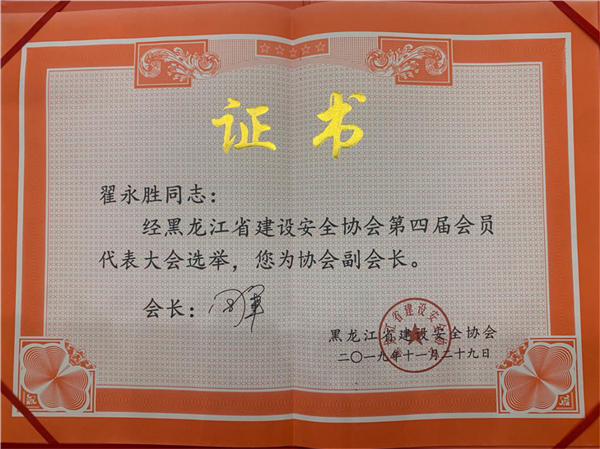 证书
翟永胜同志：
经黑龙江省建设安全协会第四届会员
代表大会选举，您为协会副会长。
会长：
黑龙江省建设安全协会
二〇一九年十一月二十九日